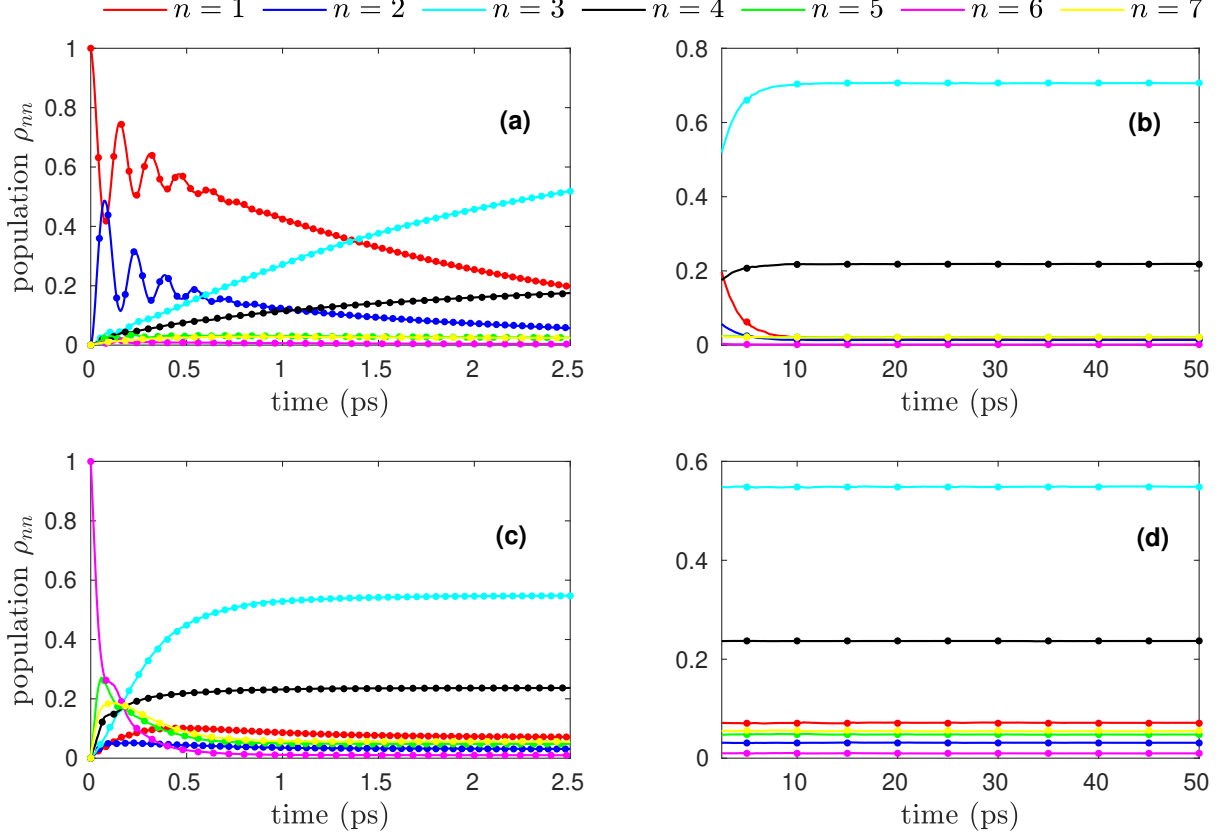 n = 1 n = 2 n = 3 n = 4 n = 5 n = 6 n = 7
population ρnn
1
0.8
0.6
0.4
0.2
0
(a)
0 0.5 1 1.5 2 2.5
time (ps)
0.8
0.6
0.4
0.2
0
(b)
10 20 30 40 50
time (ps)
population ρnn
1
0.8
0.6
0.4
0.2
0
(c)
0 0.5 1 1.5 2 2.5
time (ps)
0.6
0.4
0.2
0
(d)
10 20 30 40 50
time (ps)